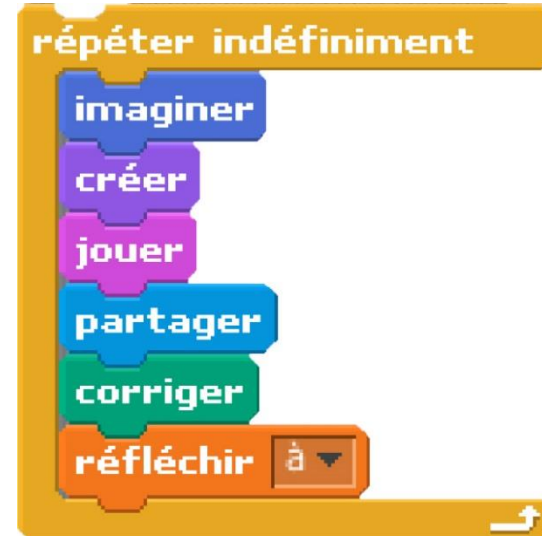 répéter indéfiniment
imaginer
créer
jouer
partager
corriger
réfléchir à